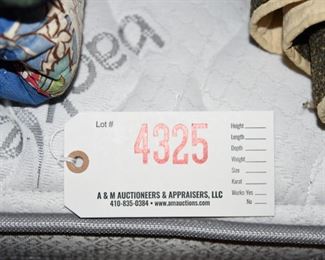 Lot #
4325
Height
Length
Depth
Weight
Size
Karat
Works Yes
No
A & M AUCTIONEERS & APPRAISERS, LLC
410-835-0384 • www.amauctions.com